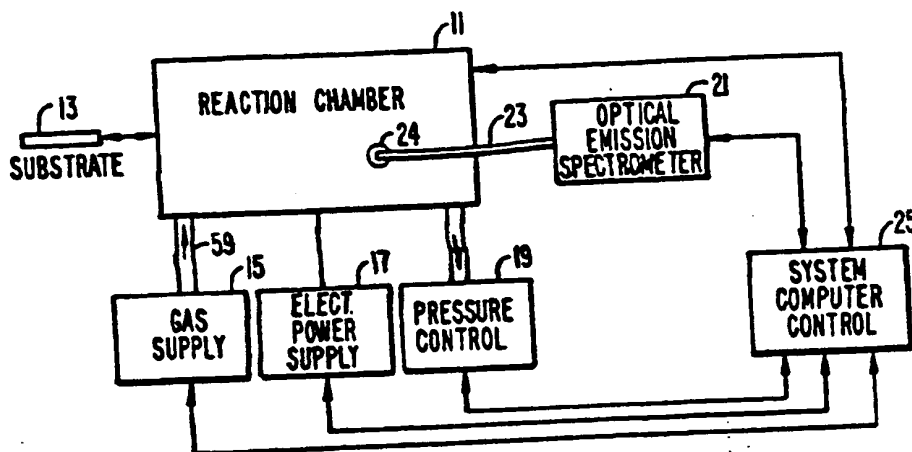 11
REACTION CHAMBER
13
SUBSTRATE
24
23
21
OPTICAL
EMISSION
SPECTROMETER
59
15
GAS
SUPPLY
17
ELECT.
POWER
SUPPLY
19
PRESSURE
CONTROL
25
SYSTEM
COMPUTER
CONTROL